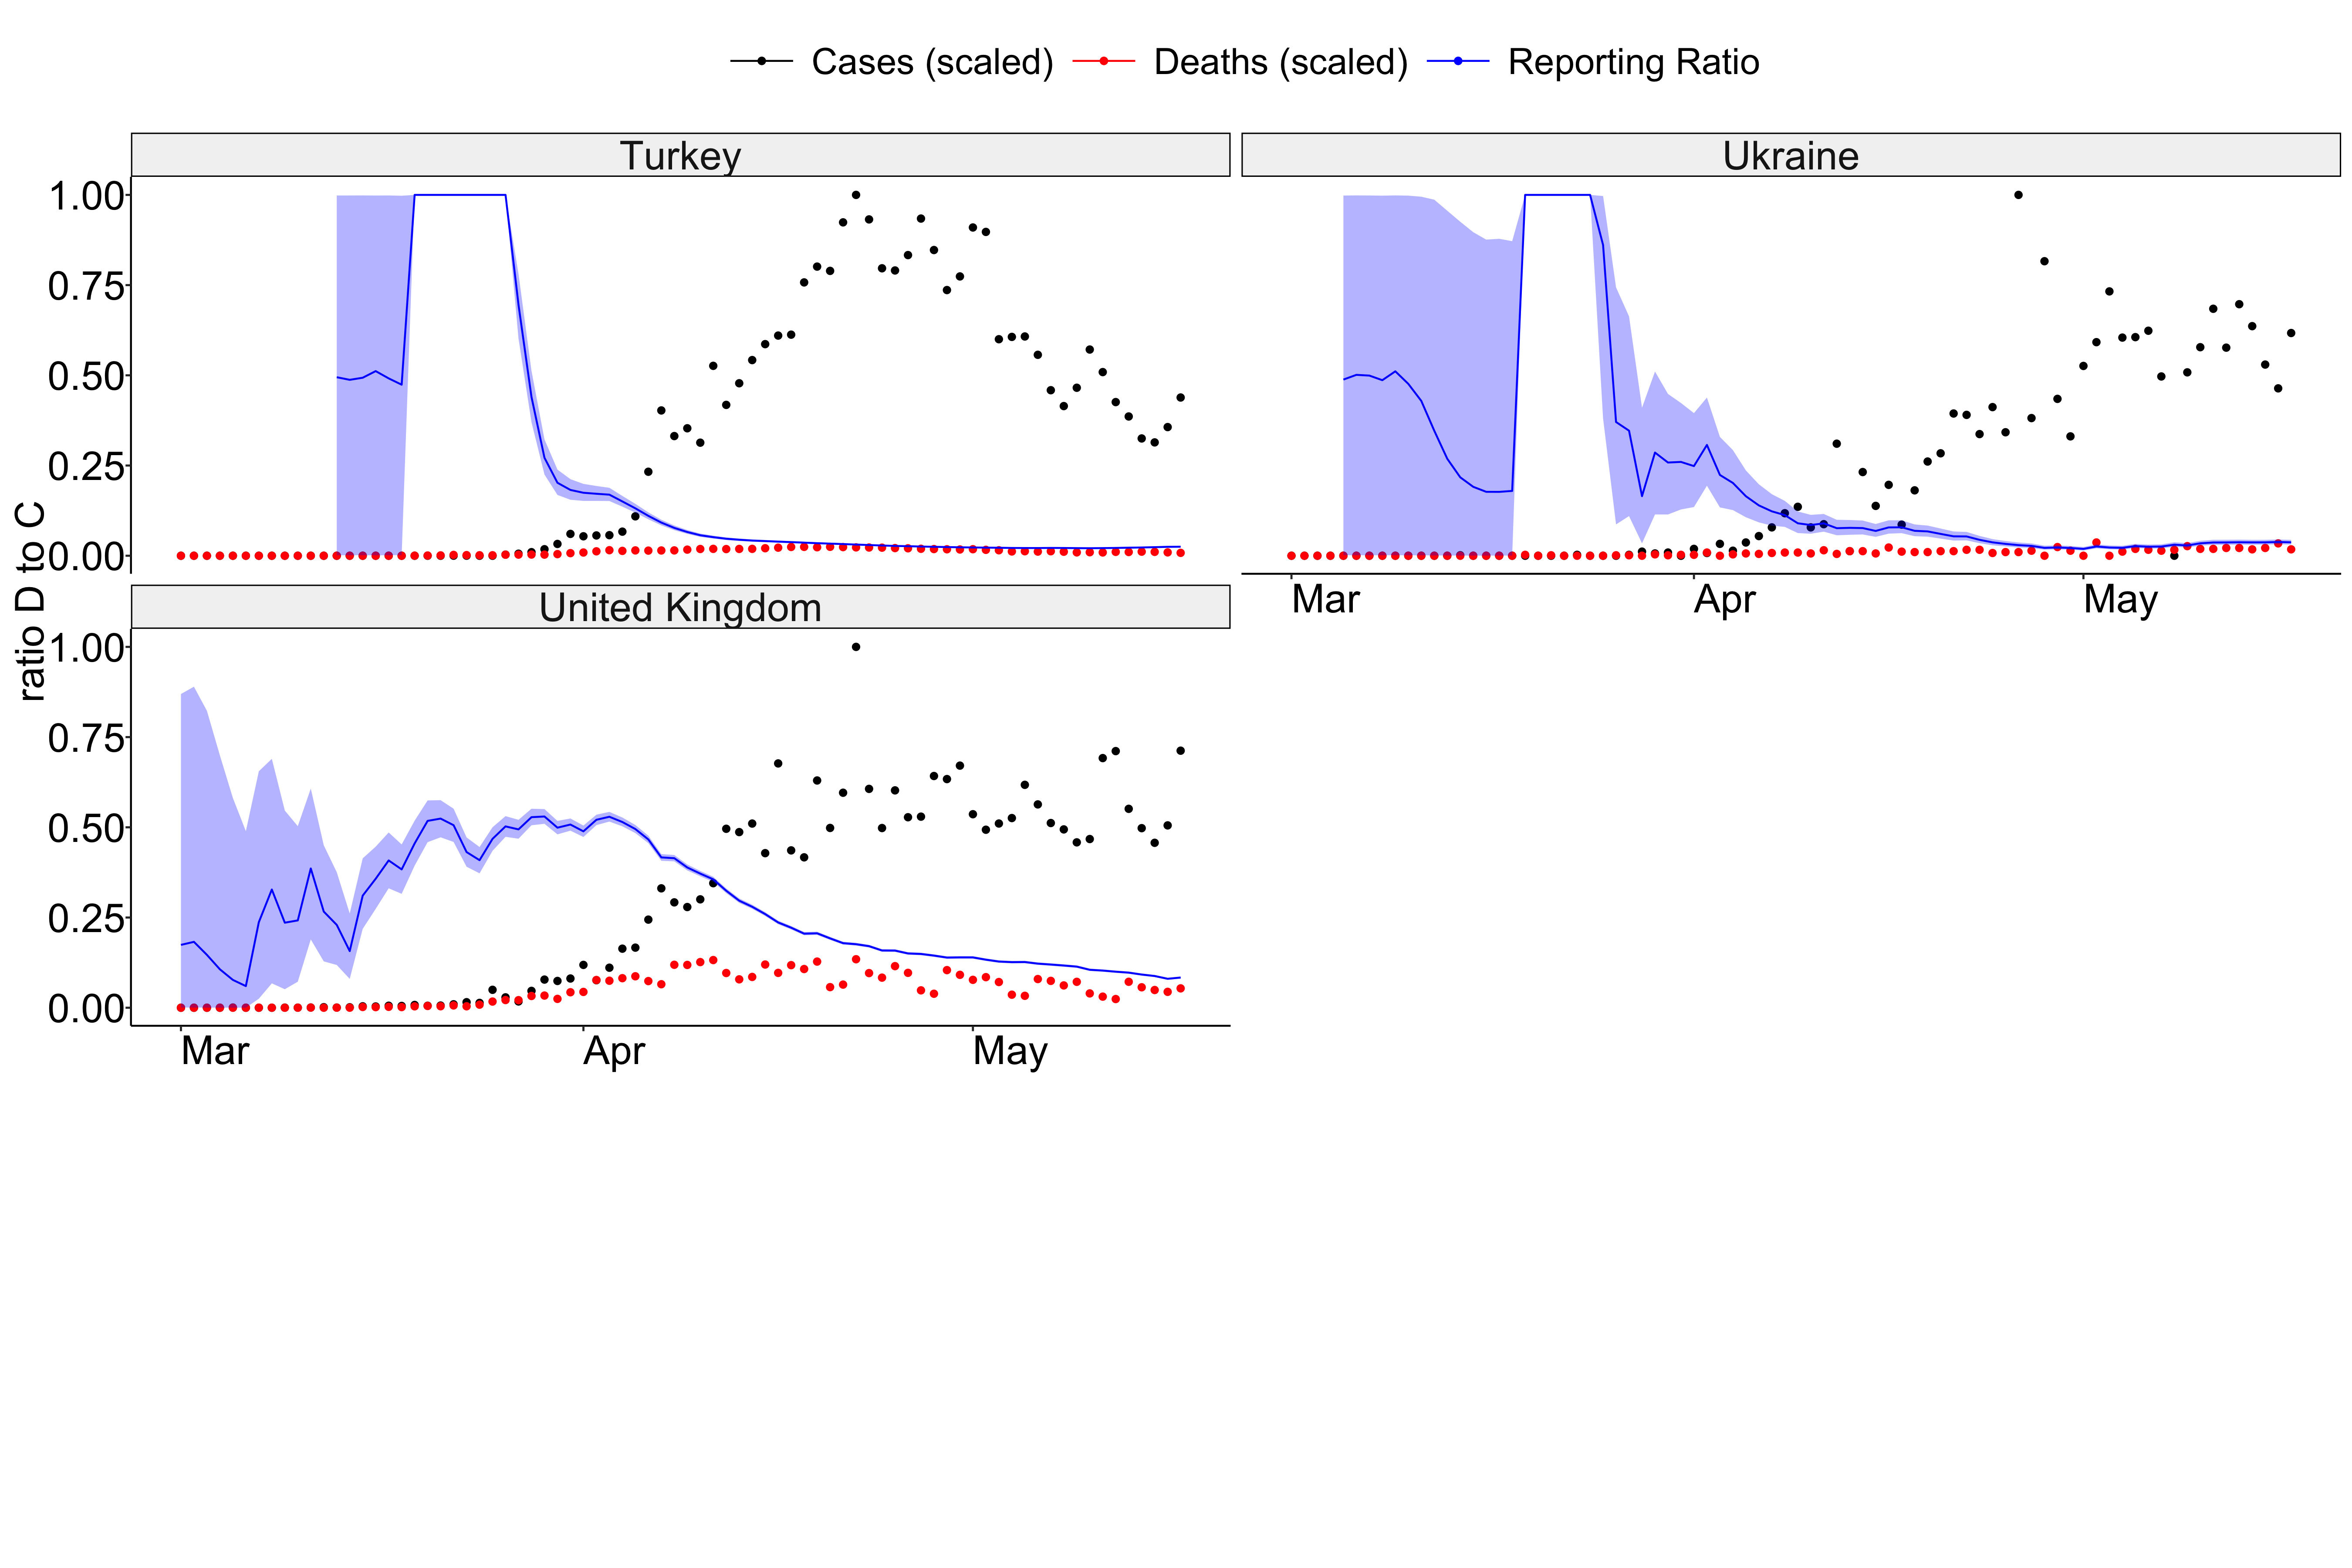 Cases (scaled) Deaths (scaled) Reporting Ratio
Turkey
Ukraine
1.00
0.75
0.50
0.25
0.00
Mar Apr May
United Kingdom
1.00
0.75
0.50
0.25
0.00
Mar Apr May
ratio D to C